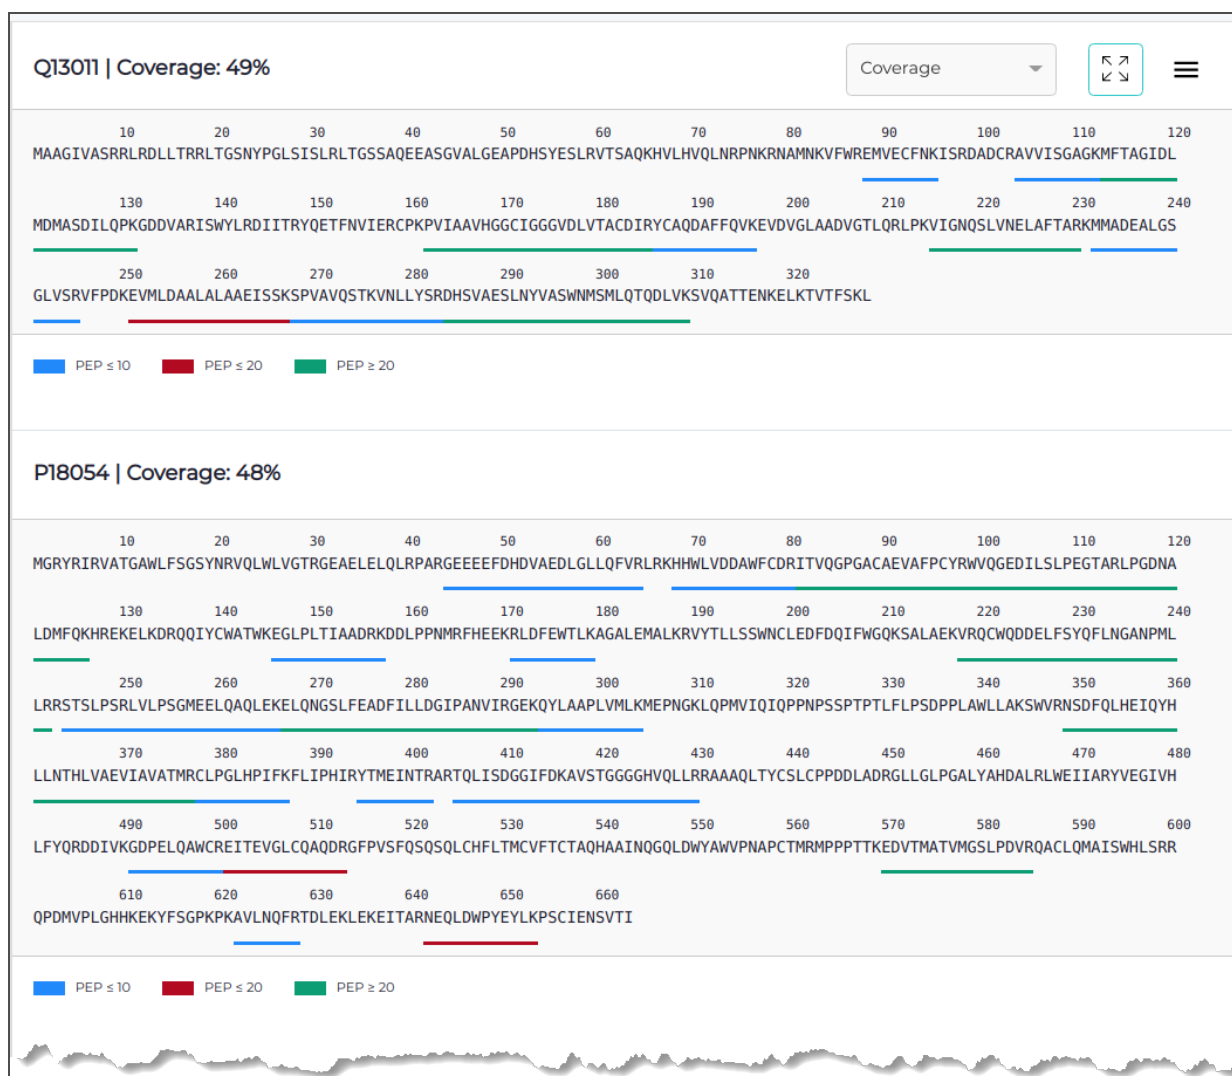 Q13011 | Coverage: 49%
Coverage
10 20 30 40 50 60 70 80 90 100 110 120
MAAGIVASRRLRDLLTRRLTGSNYPGLSISLRLTGSSAQEEASGVALGEAPDHSYESLRVTSAQKHVLHVQLNRPNKRNAMNKVFWREMVECFNKISRDADCRAVVISGAGKMFTAGIDL
130 140 150 160 170 180 190 200 210 220 230 240
MDMASDILQPKGDDVARISWYLRDIITRYQETFNVIERCPKPVIAAVHGGCIGGGVDLVTACDIRYCAQDAFFQVKEVDVGLAADVGTLQRLPKVIGNQSLVNELAFTARKMMADEALGS
250 260 270 280 290 300 310 320
GLVSRVFPDKEVMLDAALALAAEISSKSPVAVQSTKVNLLYSRDHSVAESLNYVASWNMSMLQTQDLVKSVQATTENKELKTVTFSKL
PEP ≤ 10 PEP ≤ 20 PEP ≥ 20
P18054 | Coverage: 48%
10 20 30 40 50 60 70 80 90 100 110 120
MGRYRIRVATGAWLFSGSYNRVQLWLVGTRGEAELELQLRPARGEEEEFDHDVAEDLGLLQFVRLRKHHWLVDDAWFCDRITVQGPGACAEVAFPCYRWVQGEDILSLPEGTARLPGDNA
130 140 150 160 170 180 190 200 210 220 230 240
LDMFQKHREKELKDRQQIYCWATWKEGLPLTIAADRKDDLPPNMRFHEEKRLDFEWTLKAGALEMALKRVYTLLSSWNCLEDFDQIFWGQKSALAEKVRQCWQDDELFSYQFLNGANPML
250 260 270 280 290 300 310 320 330 340 350 360
LRRSTSLPSRLVLPSGMEELQAQLEKELQNGSLFEADFILLDGIPANVIRGEKQYLAAPLVMLKMEPNGKLQPMVIQIQPPNPSSPTPTLFLPSDPPLAWLLAKSWVRNSDFQLHEIQYH
370 380 390 400 410 420 430 440 450 460 470 480
LLNTHLVAEVIAVATMRCLPGLHPIFKFLIPHIRYTMEINTRARTQLISDGGIFDKAVSTGGGGHVQLLRRAAAQLTYCSLCPPDDLADRGLLGLPGALYAHDALRLWEIIARYVEGIVH
490 500 510 520 530 540 550 560 570 580 590 600
LFYQRDDIVKGDPELQAWCREITEVGLCQAQDRGFPVSFQSQSQLCHFLTMCVFTCTAQHAAINQGQLDWYAWVPNAPCTMRMPPPTTKEDVTMATVMGSLPDVRQACLQMAISWHLSRR
610 620 630 640 650 660
QPDMVPLGHHKEKYFSGPKPKAVLNQFRTDLEKLEKEITARNEQLDWPYEYLKPSCIENSVTI
PEP ≤ 10 PEP ≤ 20 PEP ≥ 20